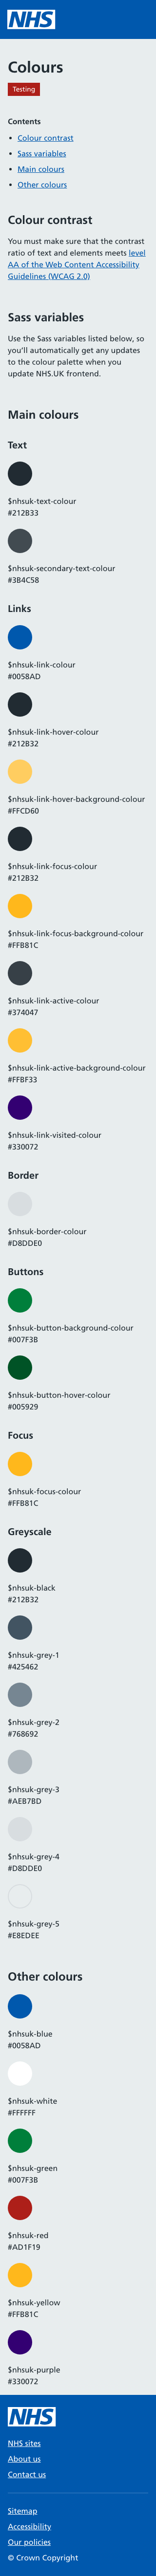 NHS
Colours
Testing
Contents
• Colour contrast
• Sass variables
• Main colours
• Other colours
Colour contrast
You must make sure that the contrast
ratio of text and elements meets level
AA of the Web Content Accessibility
Guidelines (WCAG 2.0)
Sass variables
Use the Sass variables listed below, so
you'll automatically get any updates
to the colour palette when you
update NHS.UK frontend.
Main colours
Text
$nhsuk-text-colour
#212B33
$nhsuk-secondary-text-colour
#3B4C58
Links
$nhsuk-link-colour
#0058AD
$nhsuk-link-hover-colour
#212B32
$nhsuk-link-hover-background-colour
#FFCD60
$nhsuk-link-focus-colour
#212B32
$nhsuk-link-focus-background-colour
#FFB81C
$nhsuk-link-active-colour
#374047
$nhsuk-link-active-background-colour
#FFBF33
$nhsuk-link-visited-colour
#330072
Border
$nhsuk-border-colour
#D8DDE0
Buttons
$nhsuk-button-background-colour
#007F3B
$nhsuk-button-hover-colour
#005929
Focus
$nhsuk-focus-colour
#FFB81C
Greyscale
$nhsuk-black
#212B32
$nhsuk-grey-1
#425462
$nhsuk-grey-2
#768692
$nhsuk-grey-3
#AEB7BD
$nhsuk-grey-4
#D8DDE0
$nhsuk-grey-5
#E8EDEE
Other colours
$nhsuk-blue
#0058AD
$nhsuk-white
#FFFFFF
$nhsuk-green
#007F3B
$nhsuk-red
#AD1F19
$nhsuk-yellow
#FFB81C
$nhsuk-purple
#330072
NHS
NHS sites
About us
Contact us
Sitemap
Accessibility
Our policies
© Crown Copyright